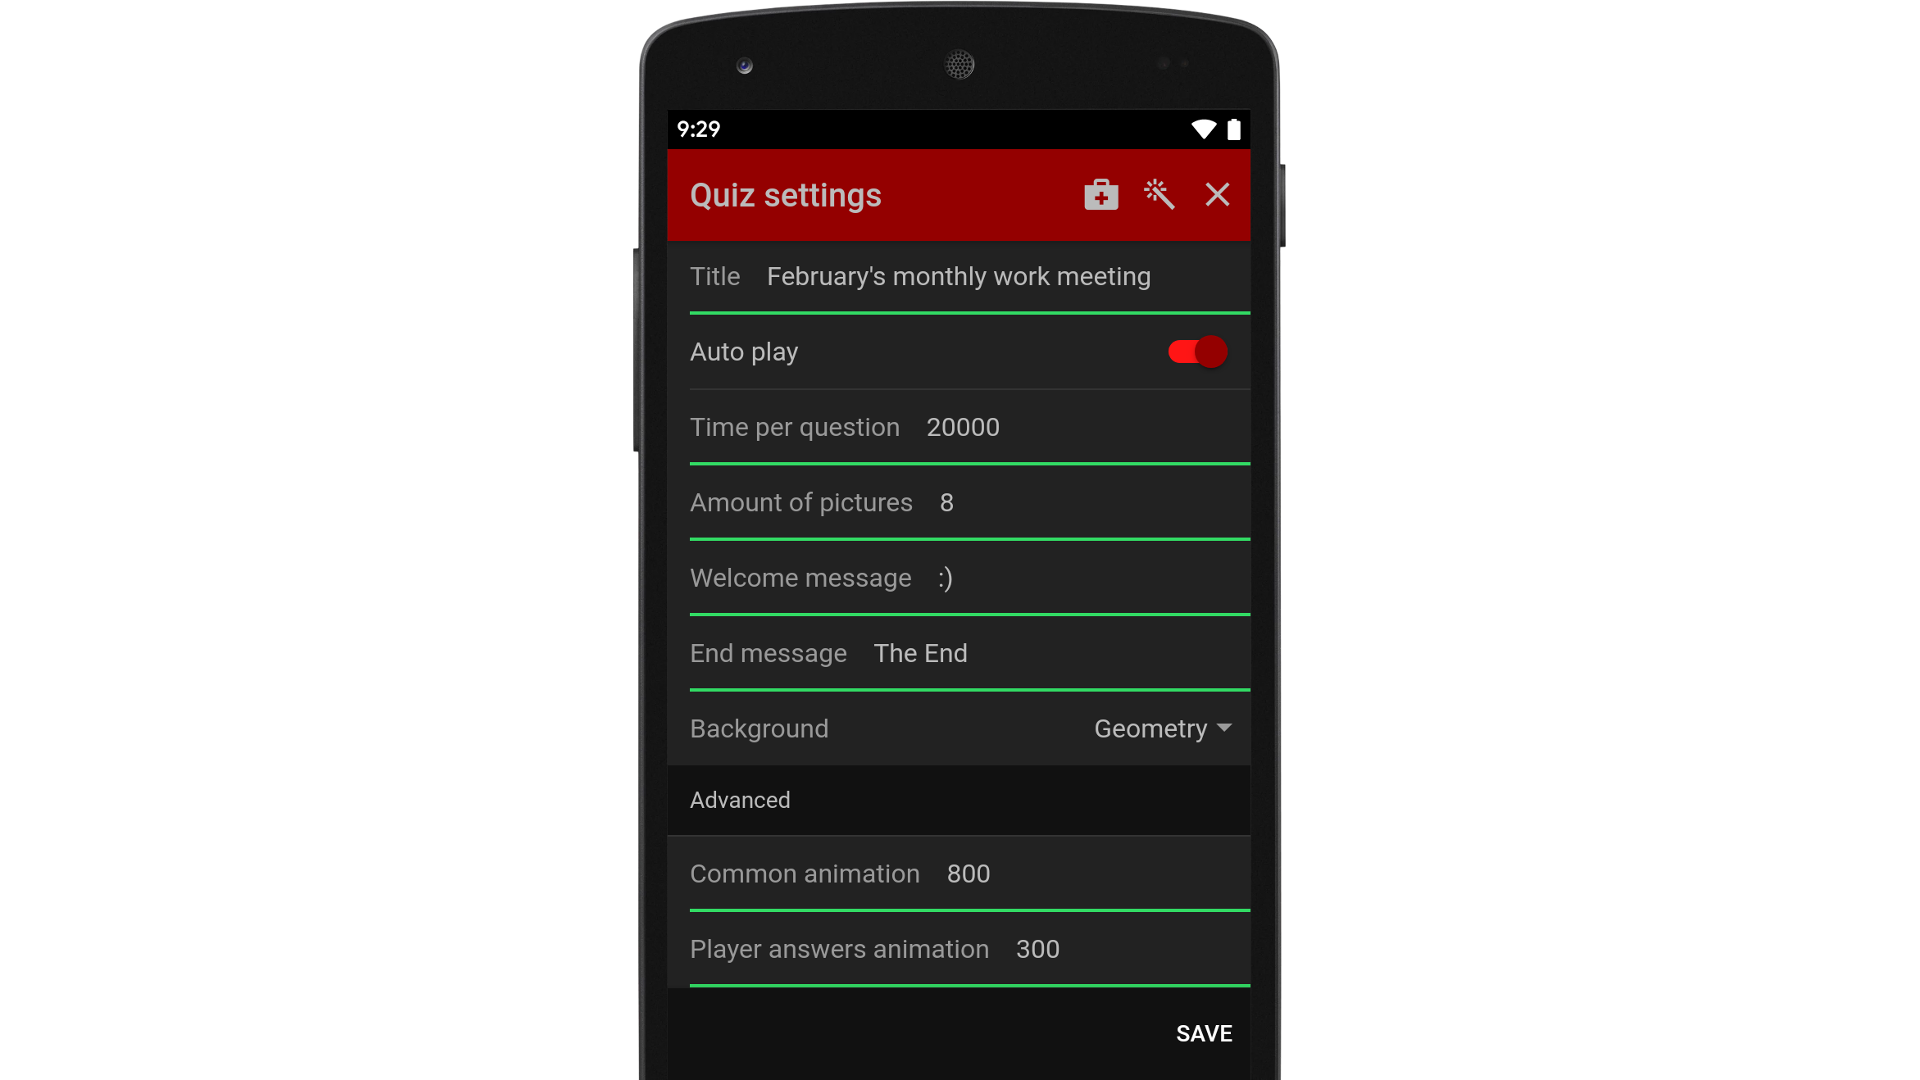 9:29
Quiz settings
Title February's monthly work meeting
Auto play
Time per question 20000
Amount of pictures 8
Welcome message :)
End message The End
Background Geometry
Advanced
Common animation 800
Player answers animation 300
SAVE